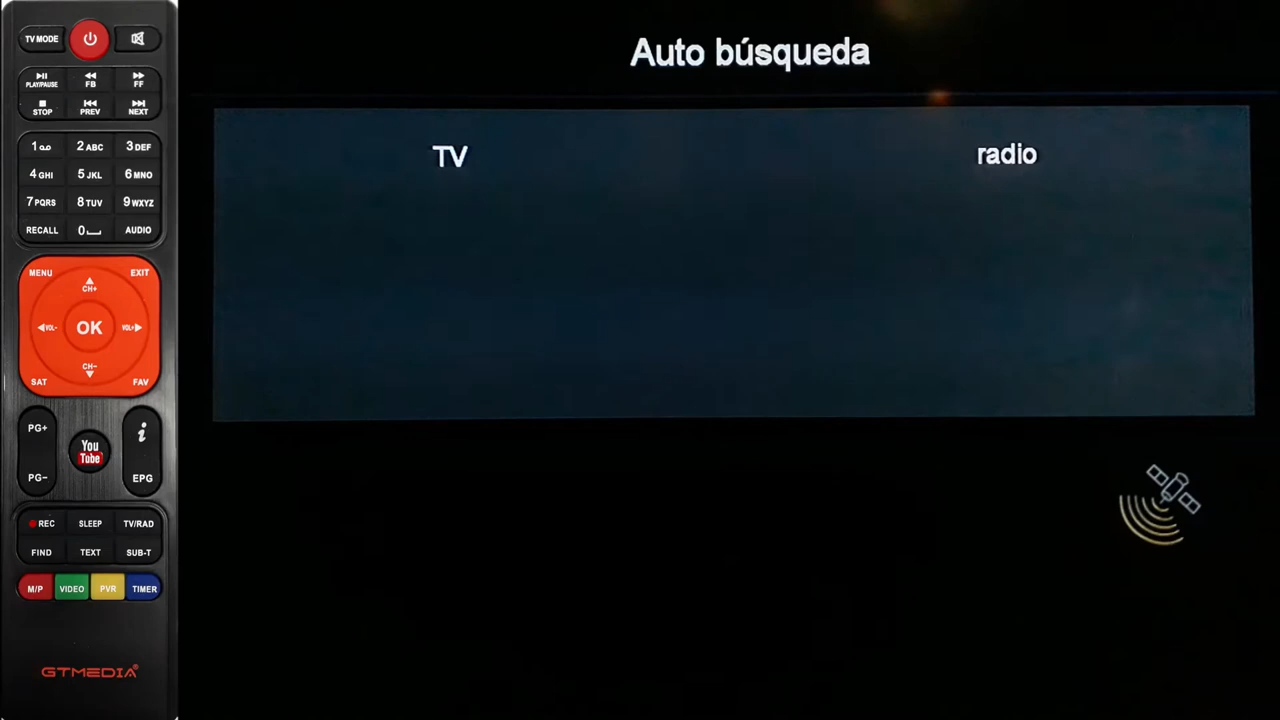 TV MODE
PLAY/PAUSE FB FF
STOP PREV NEXT
1 2 ABC 3 DEF
4 GHI 5 JKL 6 MNO
7 PQRS 8 TUV 9 WXYZ
RECALL 0 AUDIO
MENU EXIT
CH+
VOL- OK VOL+
CH-
SAT FAV
PG+ i
You
Tube
PG- EPG
REC SLEEP TV/RAD
FIND TEXT SUB-T
M/P VIDEO PVR TIMER
GTMEDIA®
Auto búsqueda
TV radio